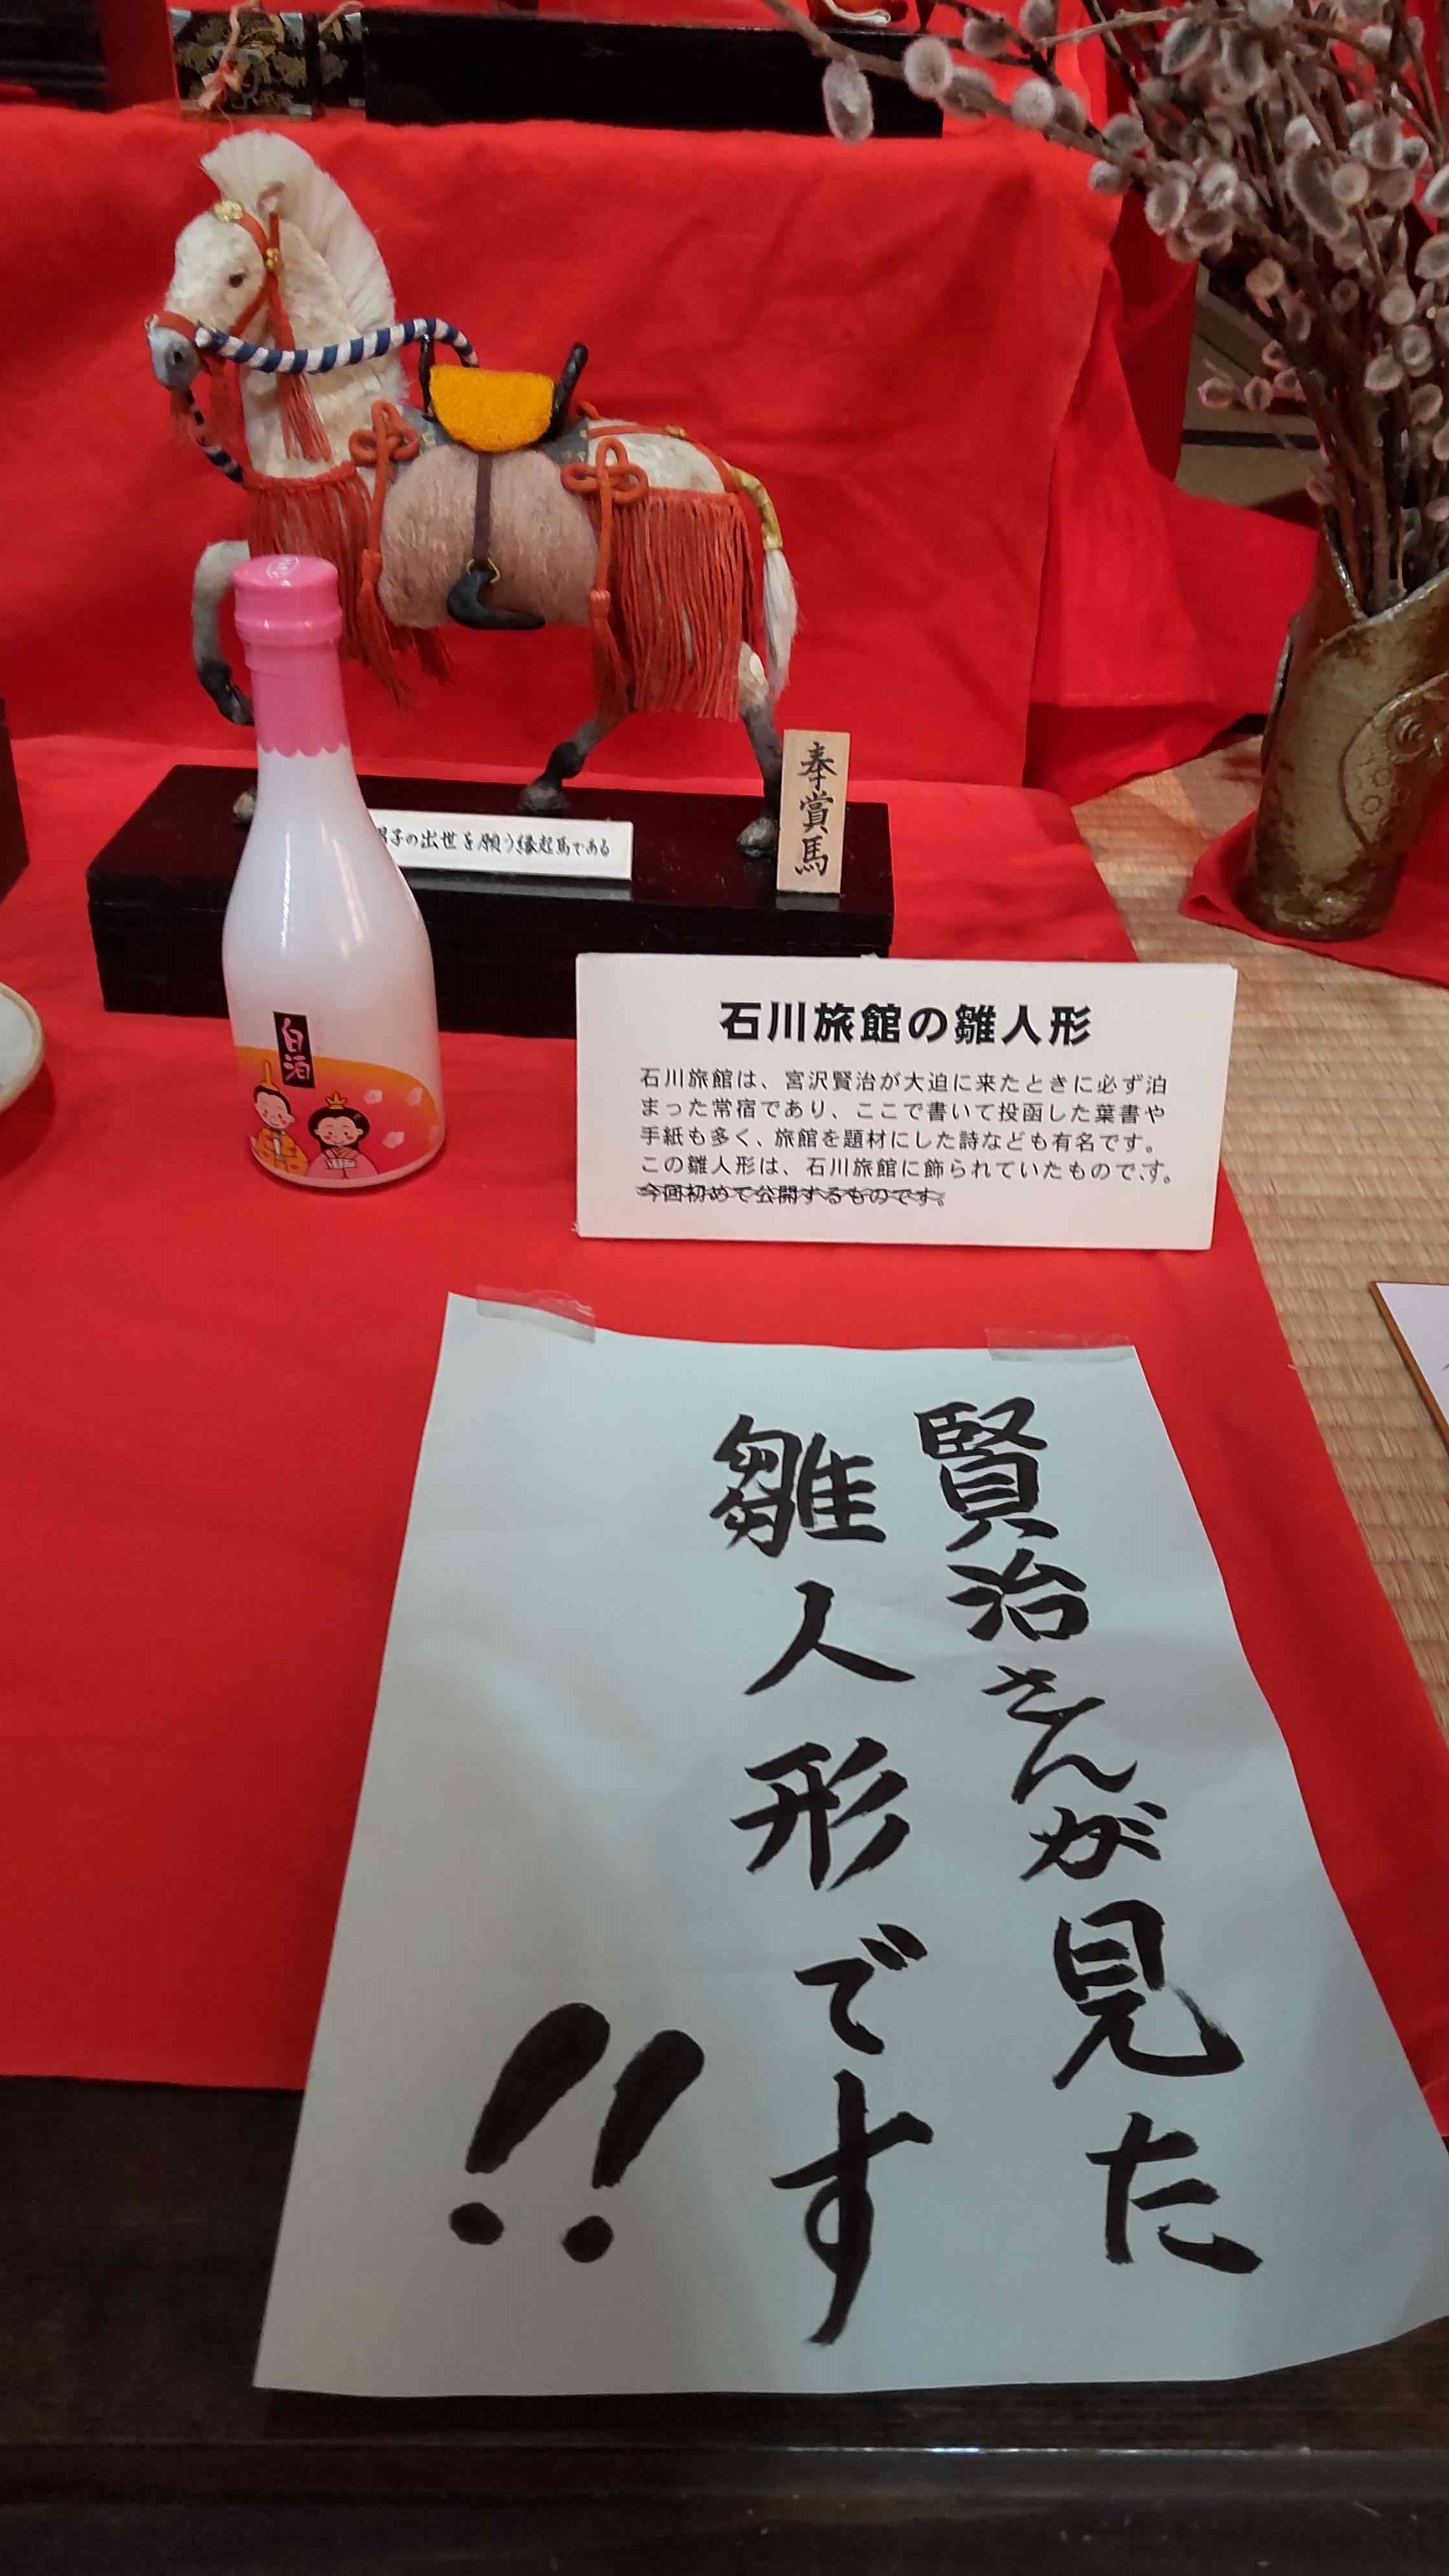 奉賞馬
男子の出世を願う縁起馬である
白酒
石川旅館の雛人形
石川旅館は、宮沢賢治が大迫に来たときに必ず泊
まった常宿であり、ここで書いて投函した葉書や
手紙も多く、旅館を題材にした詩なども有名です。
この雛人形は、石川旅館に飾られていたものです。
今回初めて公開するものです。
賢治さんが見た
雛人形です
!!